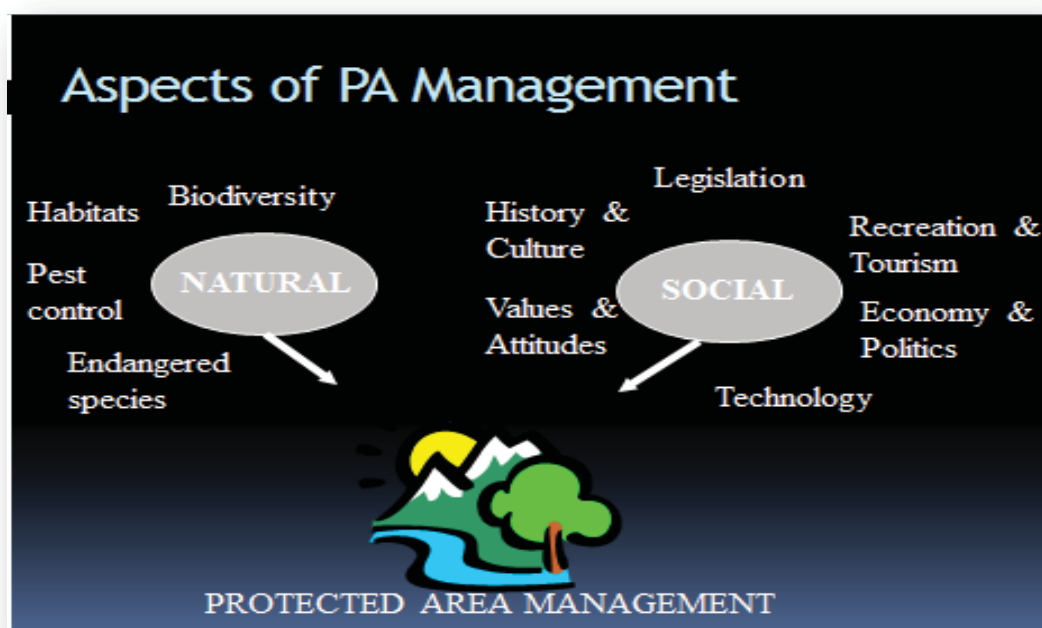 Aspects of PA Management
Biodiversity
Habitats
NATURAL
Pest
control
Endangered
species
Legislation
History &
Culture
Recreation &
Tourism
SOCIAL
Values &
Attitudes
Economy &
Politics
Technology
PROTECTED AREA MANAGEMENT